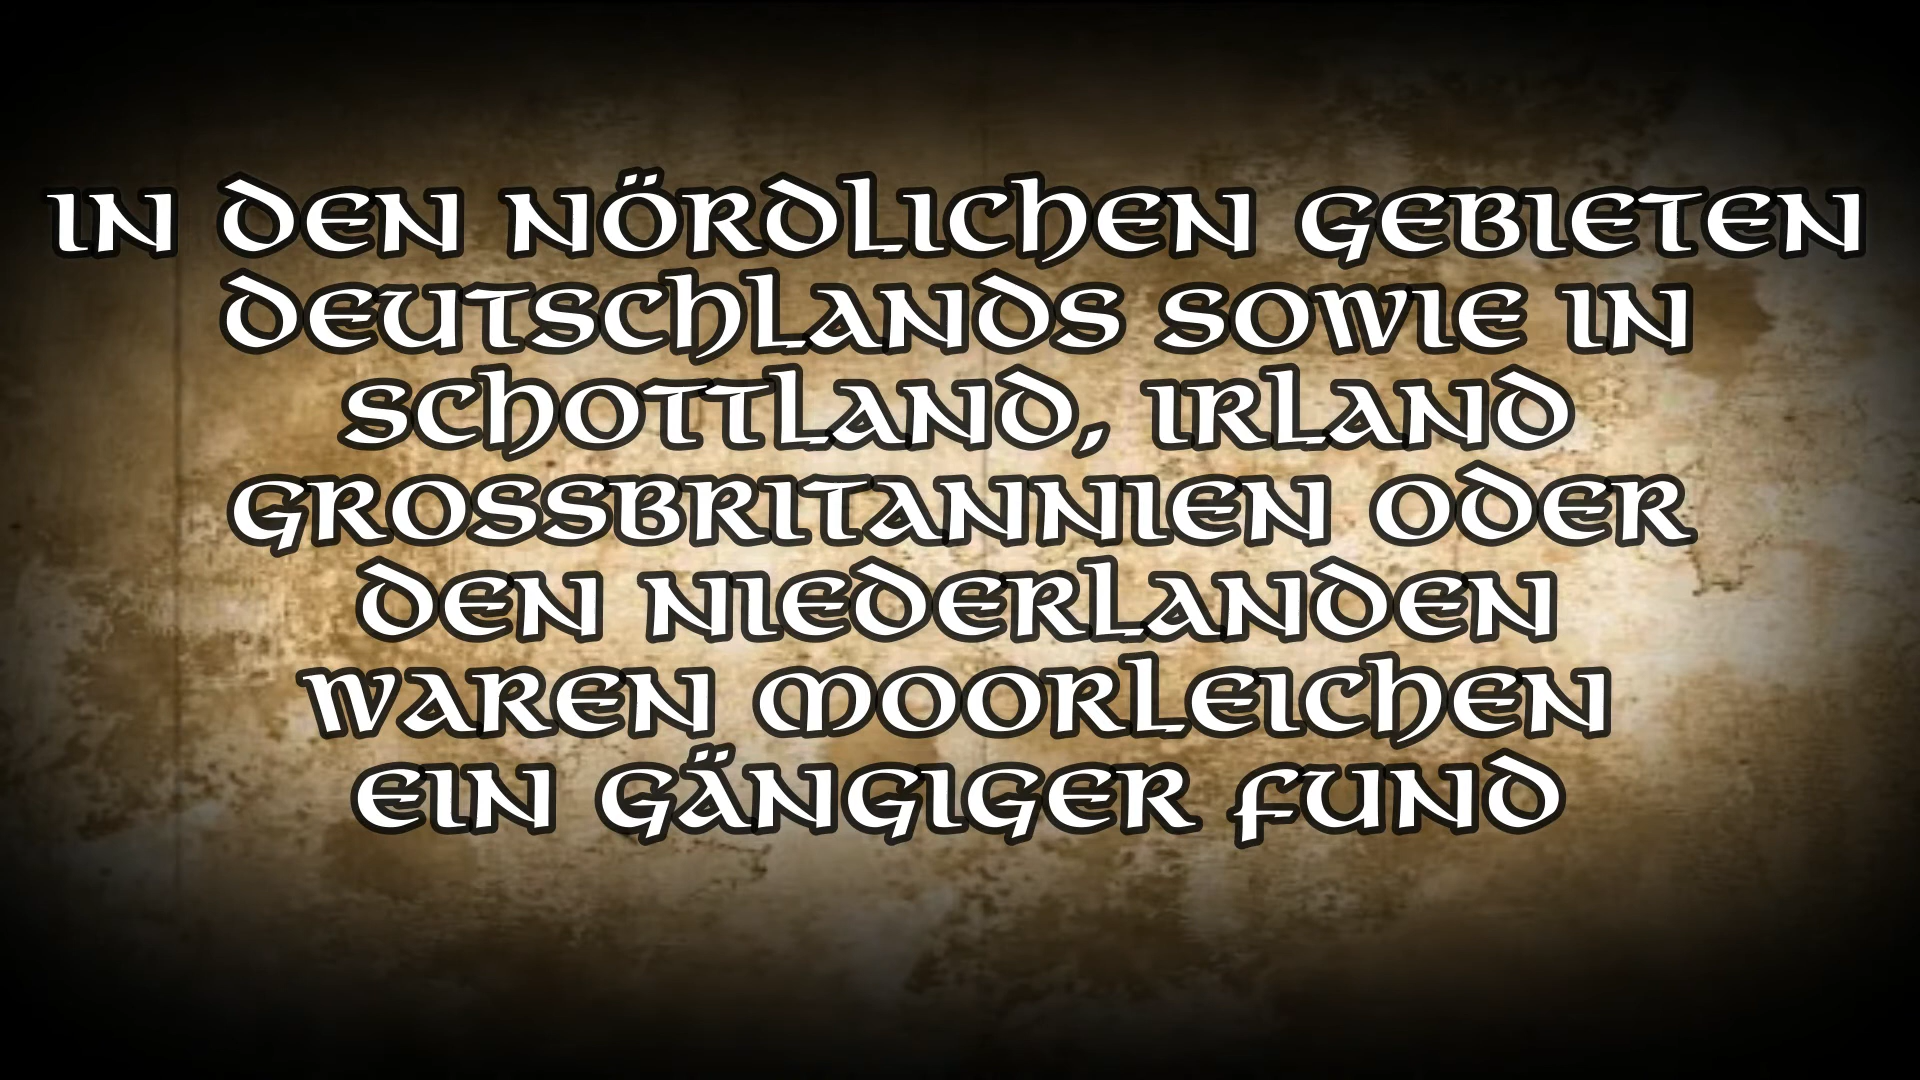 IN DEN NÖRDLICHEN GEBIETEN
DEUTSCHLANDS SOWIE IN
SCHOTTLAND, IRLAND
GROSSBRITANNIEN ODER
DEN NIEDERLANDEN
WAREN MOORLEICHEN
EIN GÄNGIGER FUND